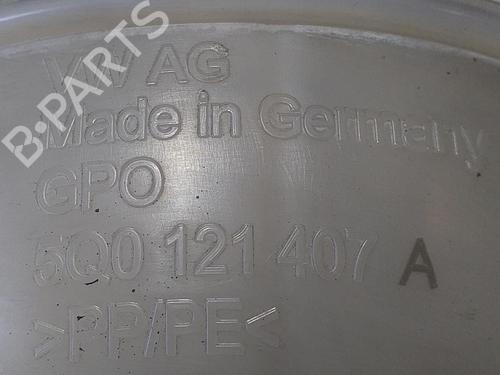 B-PARTS
VW AG
Made in Germany
GPO
5Q0 121 407 A
>PP/PE<